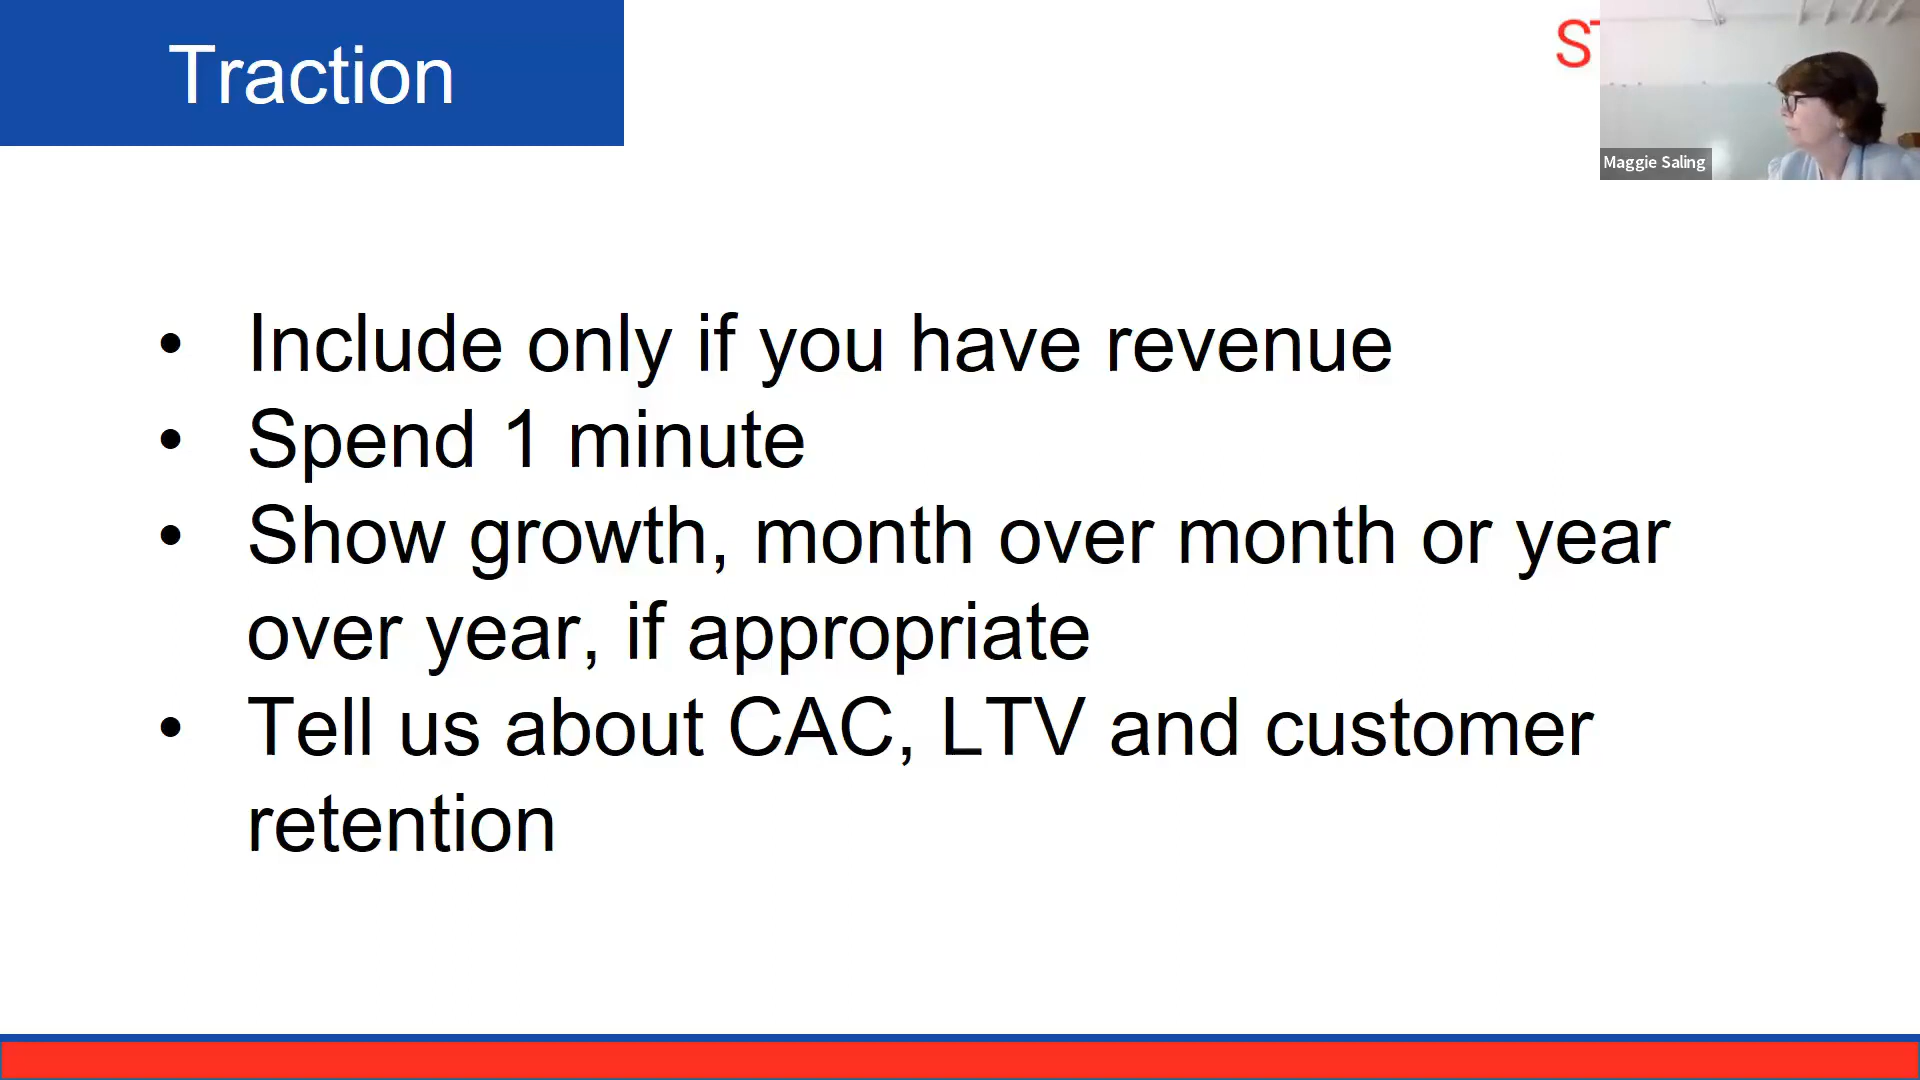 Traction
Maggie Saling
• Include only if you have revenue
• Spend 1 minute
• Show growth, month over month or year
over year, if appropriate
• Tell us about CAC, LTV and customer
retention